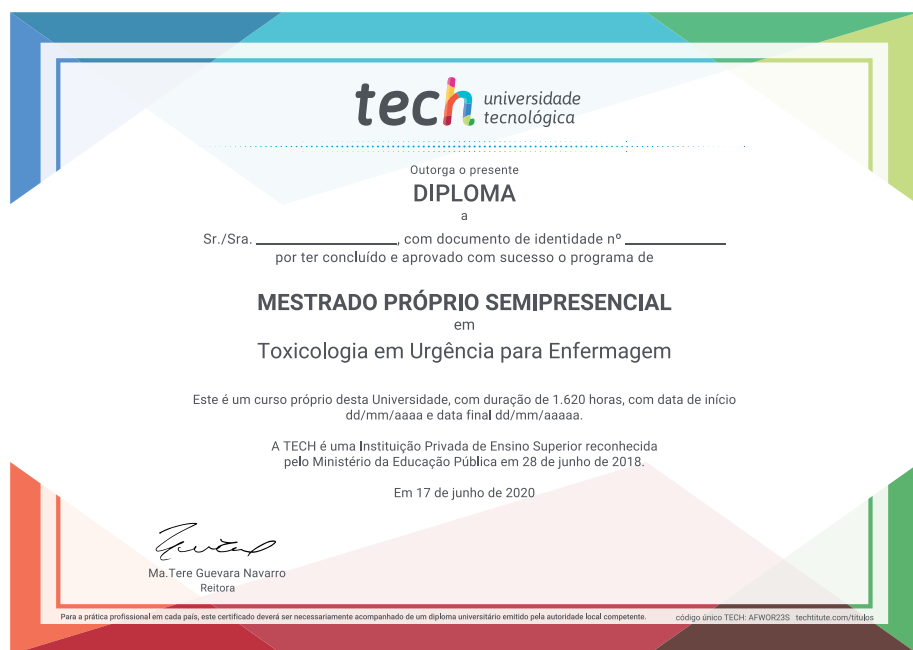 tech universidade
tecnológica
Outorga o presente
DIPLOMA
a
Sr./Sra. ____________________, com documento de identidade nº ______________
por ter concluído e aprovado com sucesso o programa de
MESTRADO PRÓPRIO SEMIPRESENCIAL
em
Toxicologia em Urgência para Enfermagem
Este é um curso próprio desta Universidade, com duração de 1.620 horas, com data de início
dd/mm/aaaa e data final dd/mm/aaaaa.
A TECH é uma Instituição Privada de Ensino Superior reconhecida
pelo Ministério da Educação Pública em 28 de junho de 2018.
Em 17 de junho de 2020
Ma.Tere Guevara Navarro
Reitora
Para a prática profissional em cada país, este certificado deverá ser necessariamente acompanhado de um diploma universitário emitido pela autoridade local competente. código único TECH: AFWOR23S techtitute.com/titulos